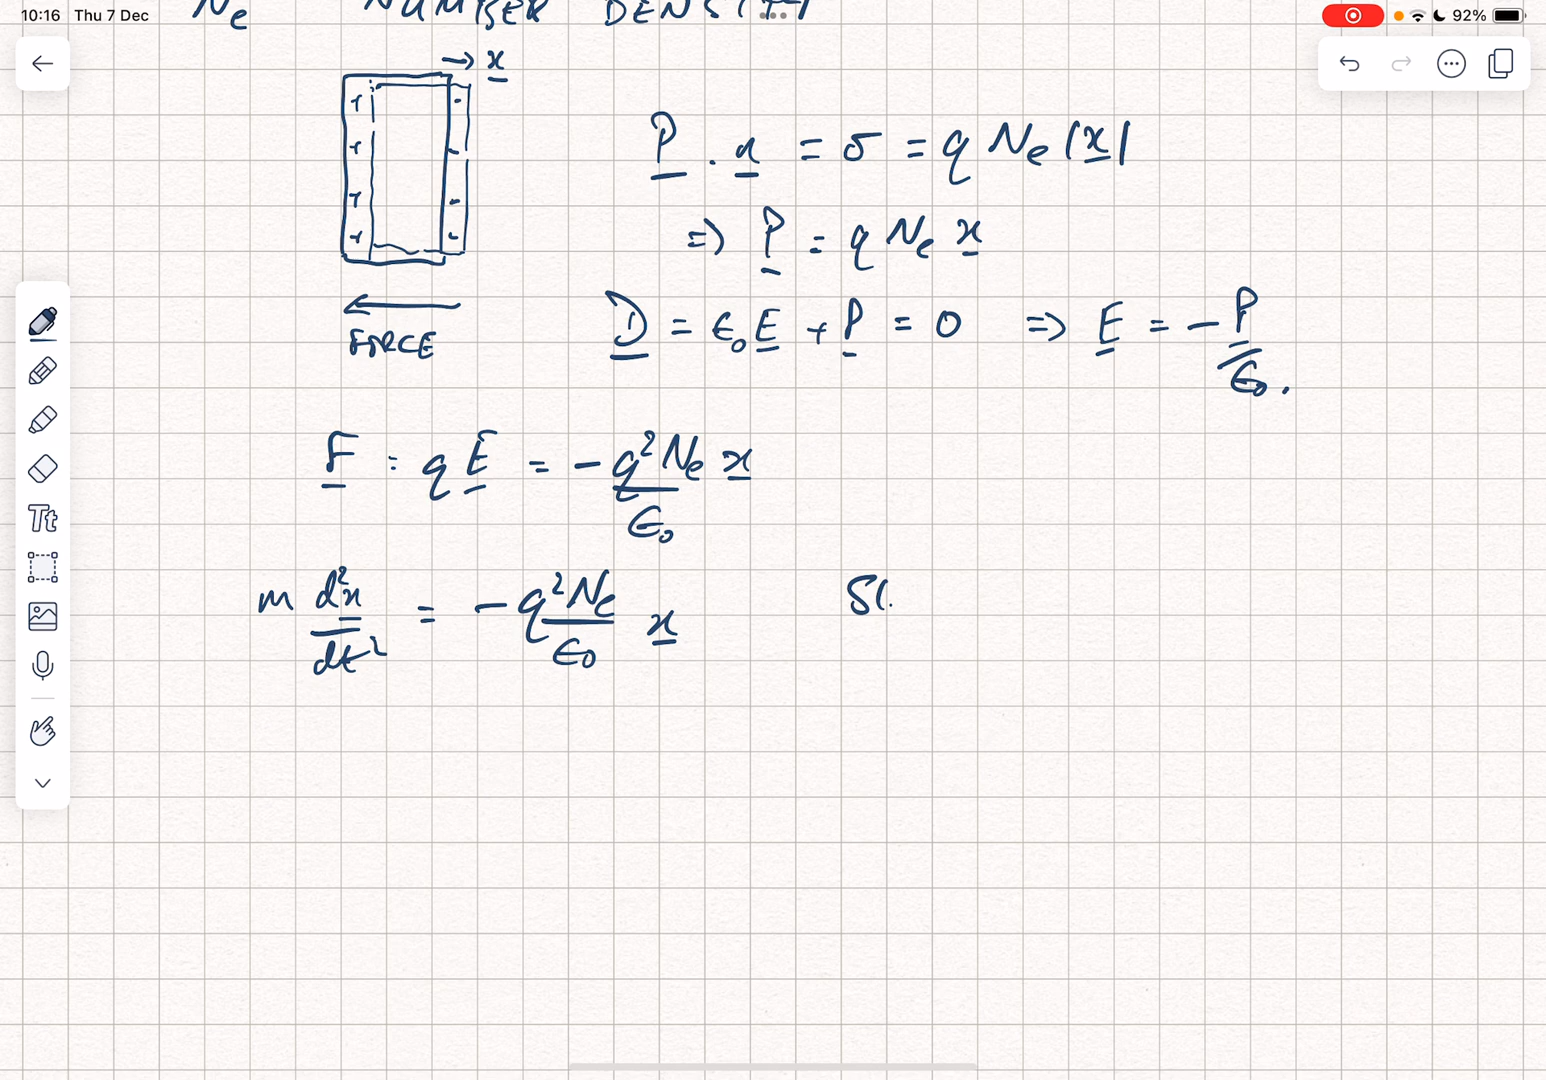 10:16 Thu 7 Dec 92%
Ne NUMBER DENSITY
→ x
+ -
+ -
+ -
+ -
P . n = σ = q Ne |x|
=> P = q Ne x
← FORCE
D = ε₀E + P = 0 => E = -P/ε₀.
F = qE = -q²Ne/ε₀ x
m d²x/dt² = -q²Ne/ε₀ x
Tt